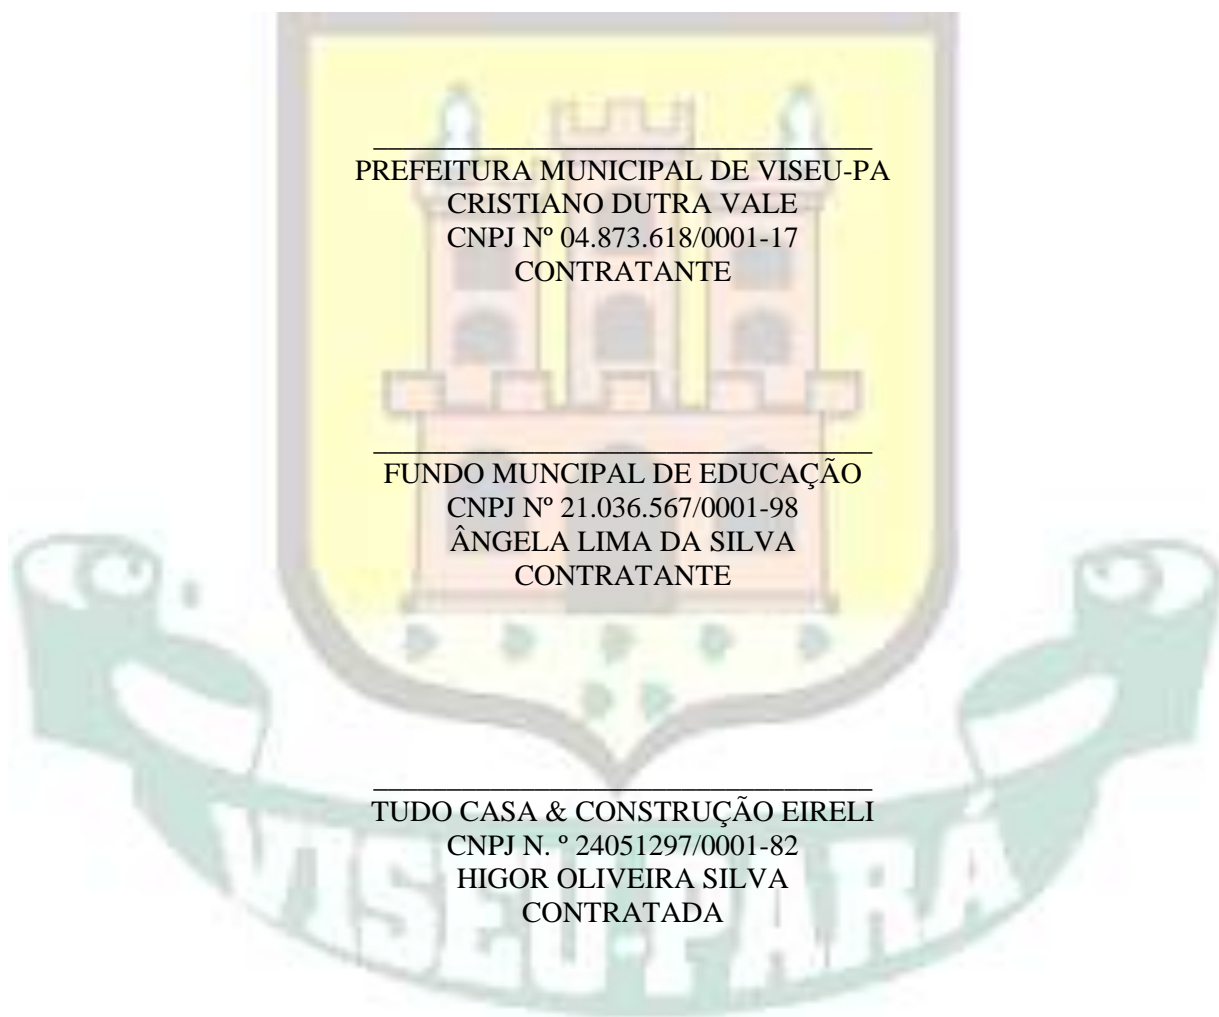 PREFEITURA MUNICIPAL DE VISEU-PA
CRISTIANO DUTRA VALE
CNPJ Nº 04.873.618/0001-17
CONTRATANTE
FUNDO MUNCIPAL DE EDUCAÇÃO
CNPJ Nº 21.036.567/0001-98
ÂNGELA LIMA DA SILVA
CONTRATANTE
TUDO CASA & CONSTRUÇÃO EIRELI
CNPJ N. º 24051297/0001-82
HIGOR OLIVEIRA SILVA
CONTRATADA
VISEU-PARÁ